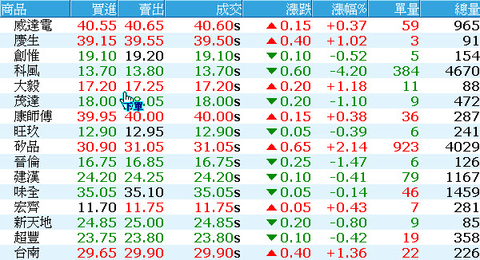 商品 買進 賣出 成交 漲跌 漲幅% 單量 總量
威達電 40.55 40.65 40.60s ▲0.15 +0.37 59 965
慶生 39.15 39.55 39.50s ▲0.40 +1.02 3 91
創惟 19.10 19.20 19.10s ▼0.10 -0.52 5 154
科風 13.70 13.80 13.70s ▼0.60 -4.20 384 4670
大毅 17.20 17.25 17.25s ▲0.20 +1.18 11 88
茂達 18.00 .05 18.00s ▼0.20 -1.10 9 472
下單
康師傅 39.95 40.00 40.00s ▲0.15 +0.38 36 287
旺玖 12.90 12.95 12.90s ▼0.05 -0.39 6 241
矽品 30.90 31.05 31.05s ▲0.65 +2.14 923 4029
晉倫 16.75 16.85 16.75s ▼0.25 -1.47 6 126
建漢 24.20 24.25 24.20s ▼0.10 -0.41 79 1167
味全 35.05 35.10 35.05s ▼0.05 -0.14 46 1459
宏齊 11.70 11.75 11.75s ▲0.05 +0.43 7 281
新天地 24.85 25.00 24.85s ▼0.20 -0.80 9 85
超豐 23.75 23.80 23.80s ▼0.10 -0.42 19 358
台南 29.65 29.90 29.90s ▲0.40 +1.36 22 226